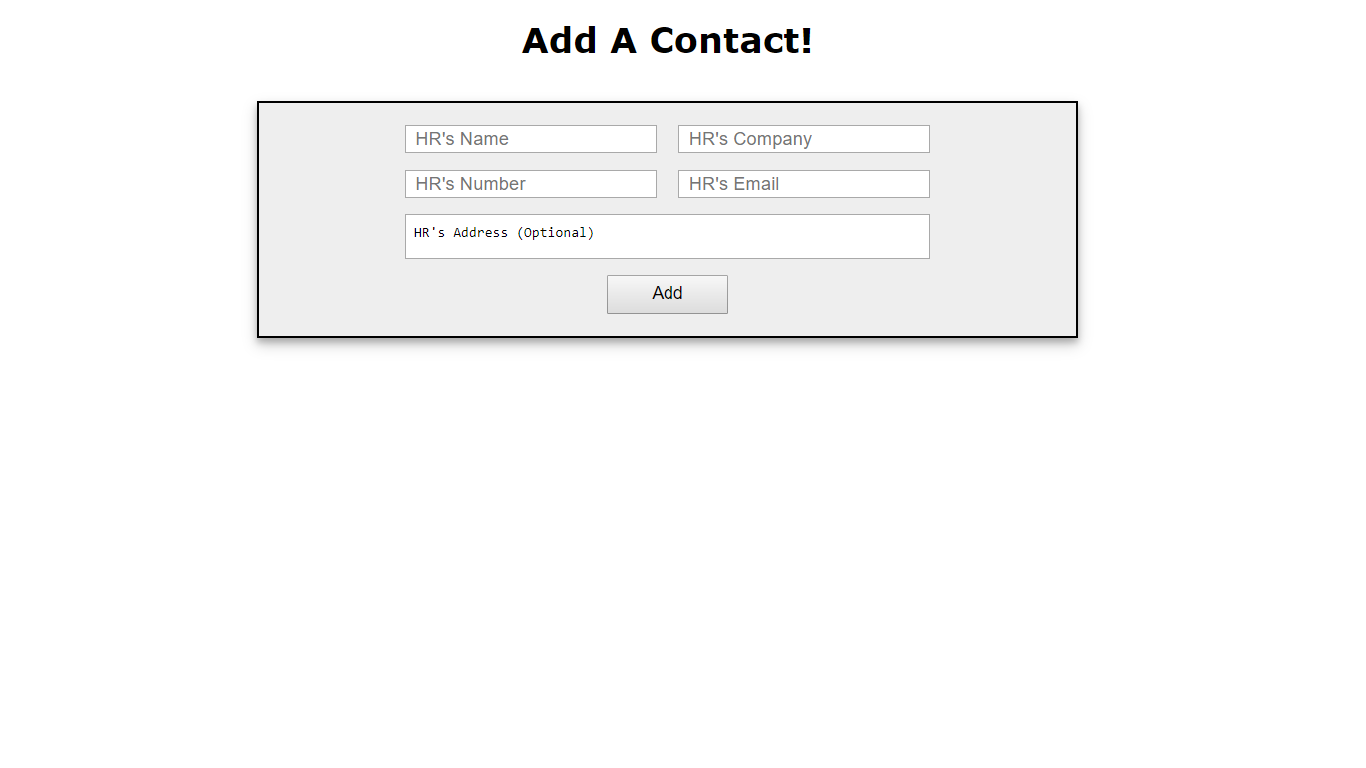 Add A Contact!
HR's Name
HR's Company
HR's Number
HR's Email
HR's Address (Optional)
Add